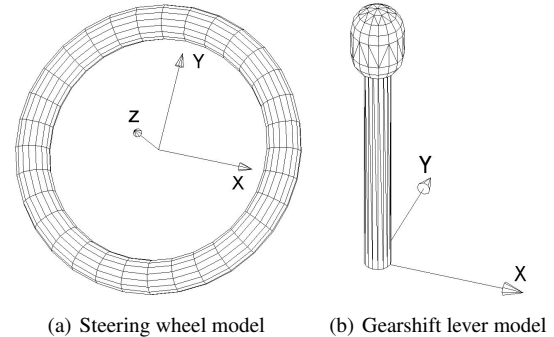 Y
Z
X
Y
X
(a) Steering wheel model
(b) Gearshift lever model